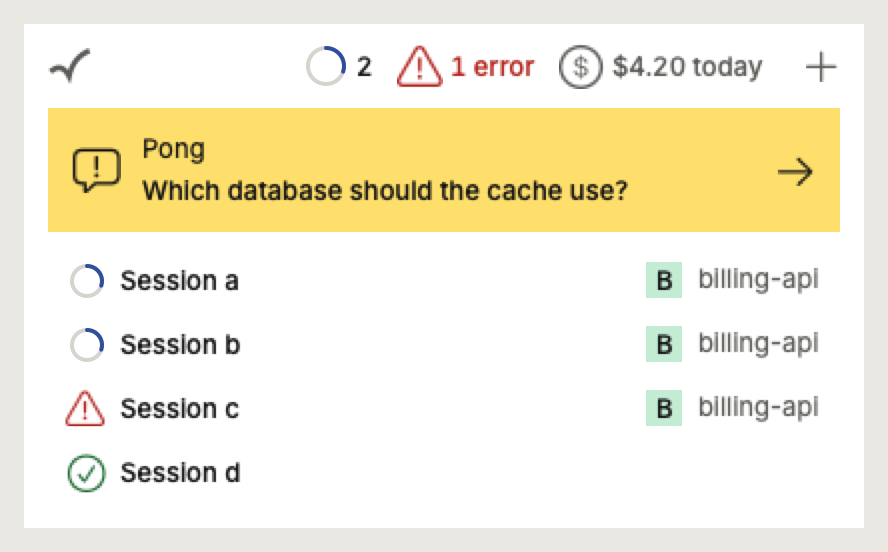 2 1 error $4.20 today
Pong
Which database should the cache use?
Session a B billing-api
Session b B billing-api
Session c B billing-api
Session d